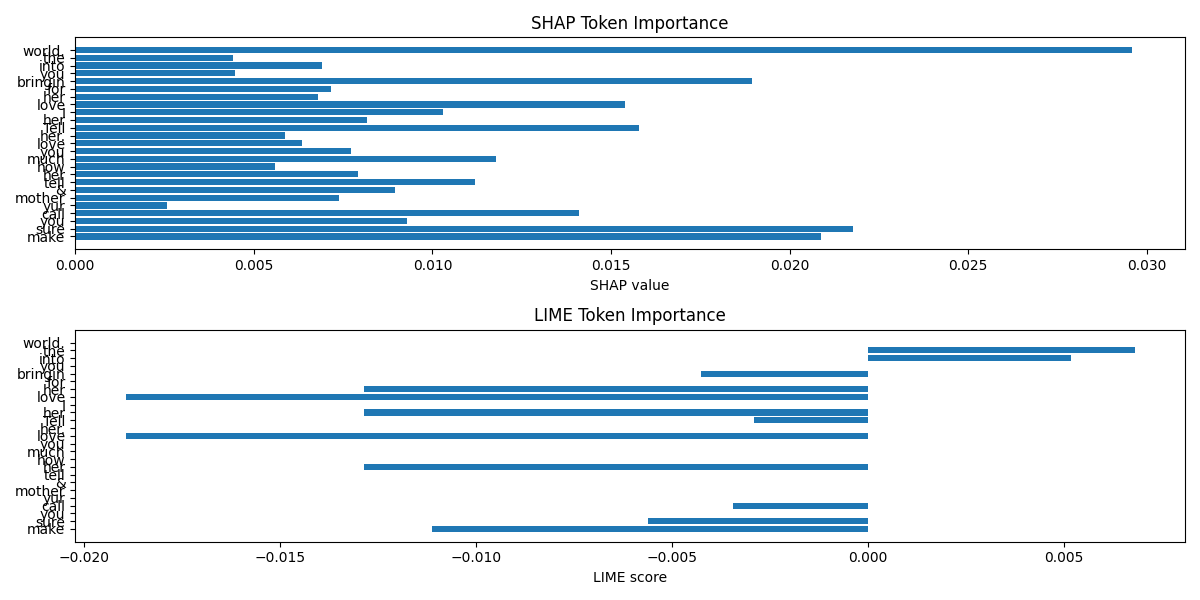 SHAP Token Importance
world.
the
into
you
bringin
for
her
love
I
her
Tell
her.
love
you
much
how
her
tell
&
mother
yur
call
you
sure
make
0.000 0.005 0.010 0.015 0.020 0.025 0.030
SHAP value
LIME Token Importance
world.
the
into
you
bringin
for
her
love
I
her
Tell
her.
love
you
much
how
her
tell
&
mother
yur
call
you
sure
make
−0.020 −0.015 −0.010 −0.005 0.000 0.005
LIME score